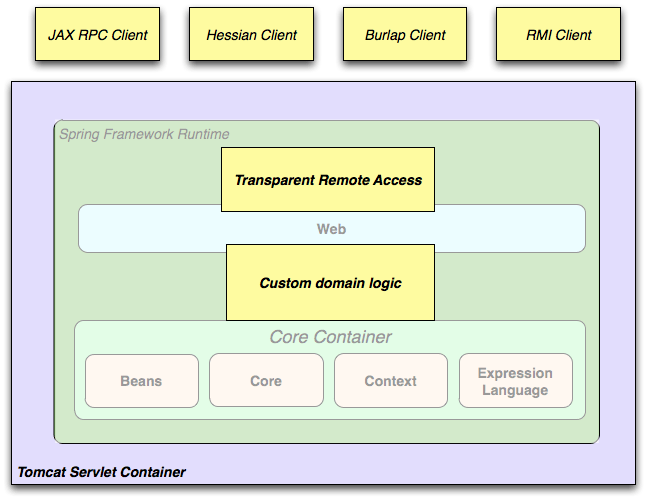 JAX RPC Client
Hessian Client
Burlap Client
RMI Client
Spring Framework Runtime
Transparent Remote Access
Web
Custom domain logic
Core Container
Beans
Core
Context
Expression
Language
Tomcat Servlet Container